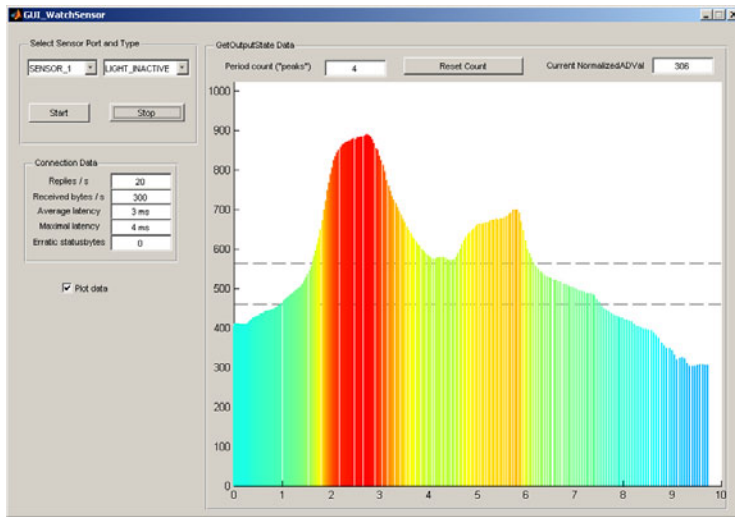 GUI_WatchSensor
Select Sensor Port and Type
SENSOR_1 LIGHT_INACTIVE
Start Stop
Connection Data
Replies / s 20
Received bytes / s 300
Average latency 3 ms
Maximal latency 4 ms
Erratic statusbytes 0
Plot data
GetOutputState Data
Period count ("peaks") 4 Reset Count Current NormalizedADVal 306
1000
900
800
700
600
500
400
300
200
100
0
0 1 2 3 4 5 6 7 8 9 10